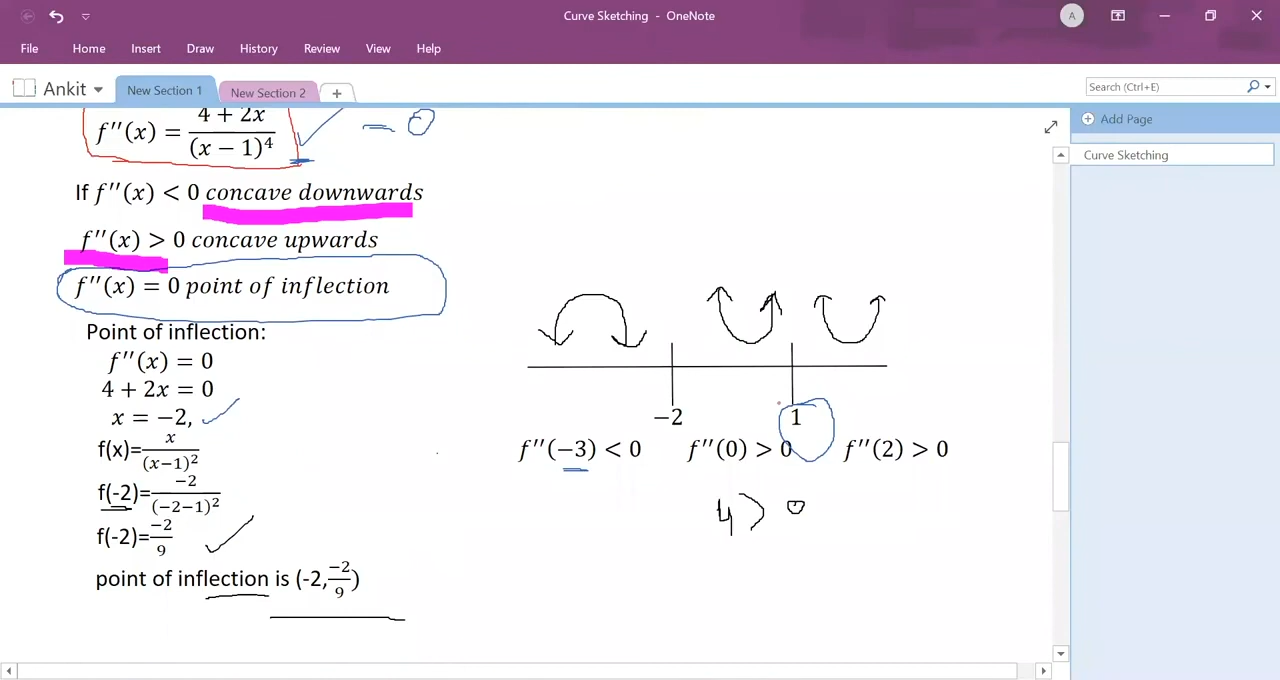 Curve Sketching - OneNote
A
File Home Insert Draw History Review View Help
Ankit New Section 1 New Section 2 +
Search (Ctrl+E)
Add Page
Curve Sketching
f''(x) = 4 + 2x / (x − 1)⁴ = 0
If f''(x) < 0 concave downwards
f''(x) > 0 concave upwards
f''(x) = 0 point of inflection
Point of inflection:
f''(x) = 0
4 + 2x = 0
x = −2,
f(x)= x / (x−1)²
f(-2)= −2 / (−2−1)²
f(-2)= −2 / 9
point of inflection is (-2, −2 / 9)
−2 1
f''(−3) < 0 f''(0) > 0 f''(2) > 0
4 > 0